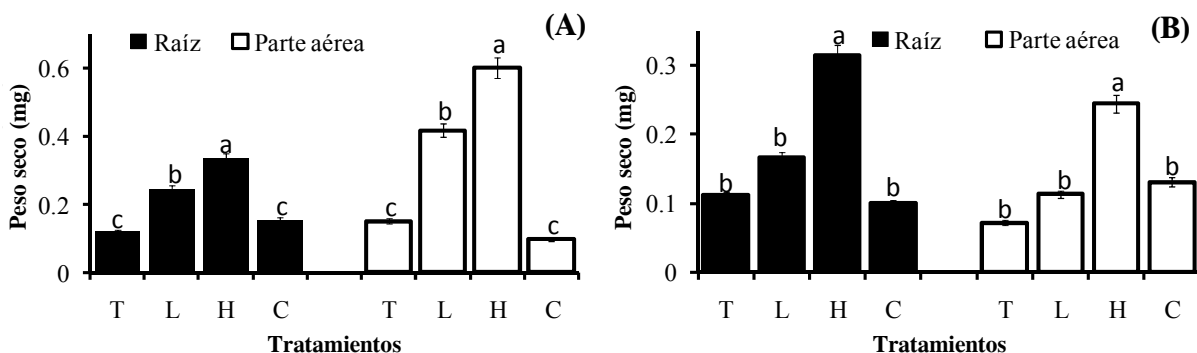 ■ Raíz □ Parte aérea (A)
Peso seco (mg)
0.6
0.4
0.2
0
c b a c c b a c
T L H C T L H C
Tratamientos
■ Raíz □ Parte aérea (B)
Peso seco (mg)
0.3
0.2
0.1
0
b b a b b b a b
T L H C T L H C
Tratamientos